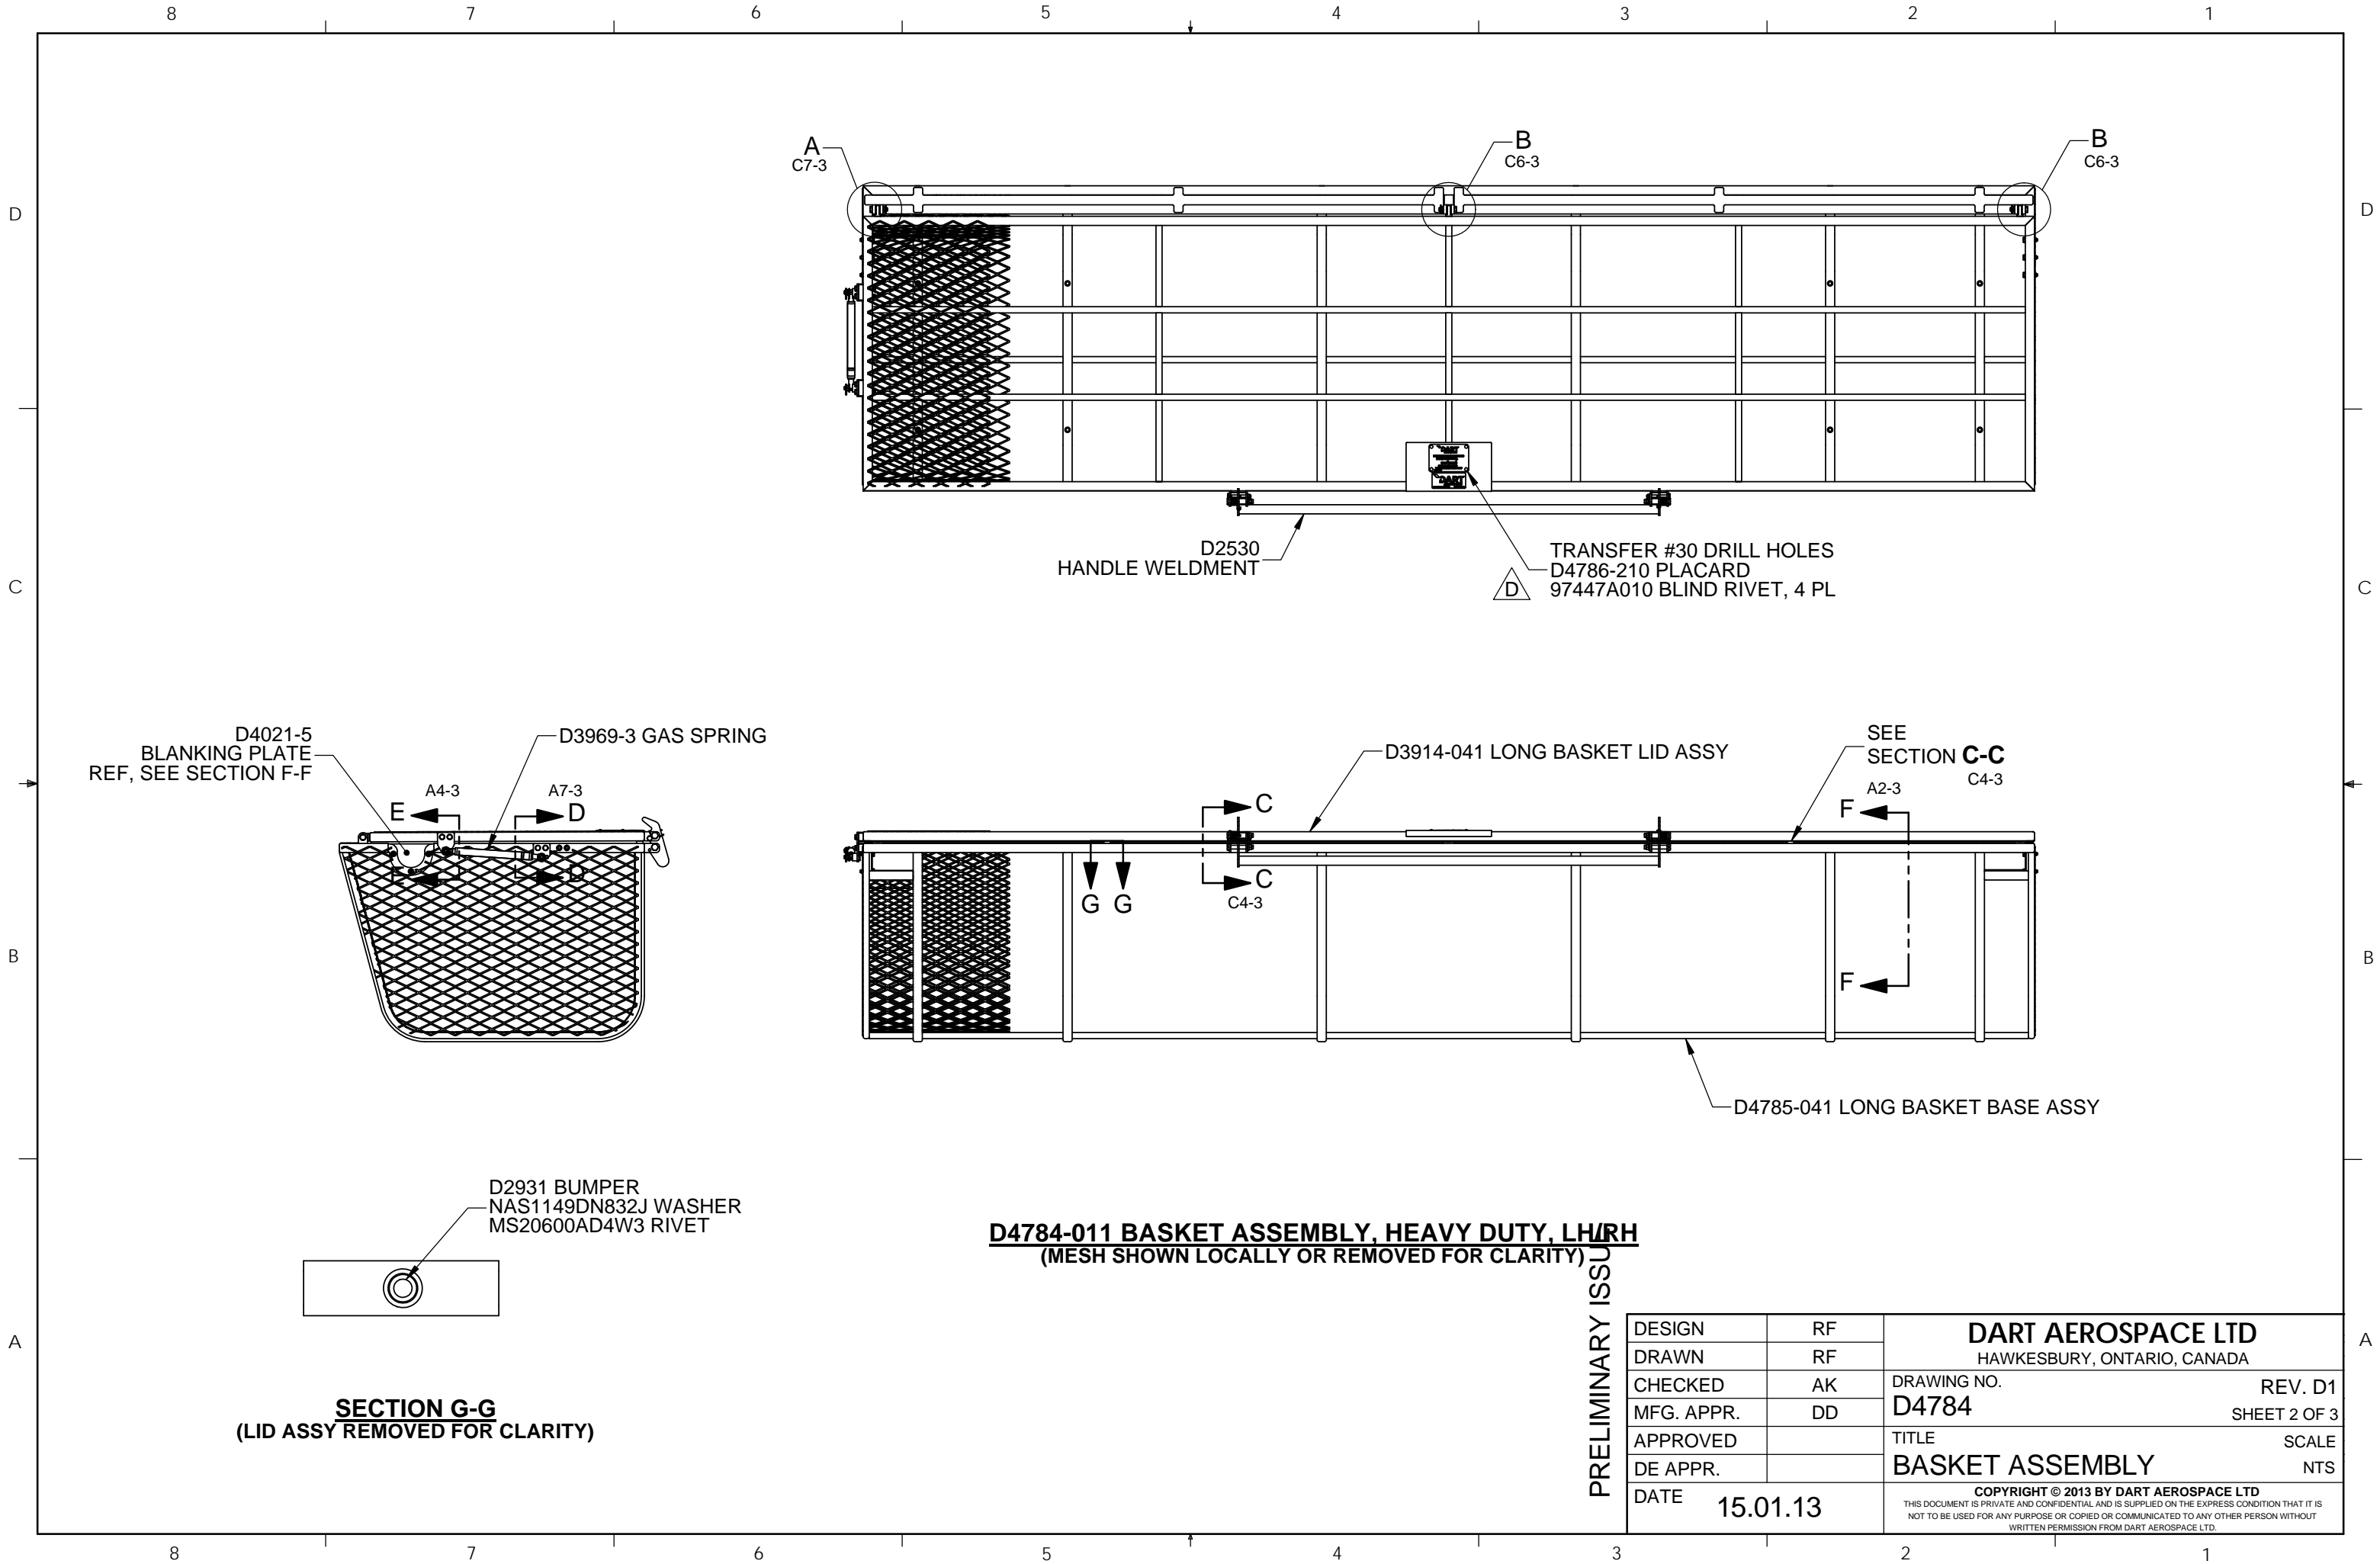 8 7 6 5 4 3 2 1
D
D
C
C
B
B
A
A
A
C7-3
B
C6-3
B
C6-3
DART
DART
D2530
HANDLE WELDMENT
TRANSFER #30 DRILL HOLES
D4786-210 PLACARD
97447A010 BLIND RIVET, 4 PL
D
D4021-5
BLANKING PLATE
REF, SEE SECTION F-F
D3969-3 GAS SPRING
A4-3
A7-3
E
D
E
D
D3914-041 LONG BASKET LID ASSY
SEE
SECTION C-C
C4-3
A2-3
C
F
C
C4-3
G G
F
D4785-041 LONG BASKET BASE ASSY
D2931 BUMPER
NAS1149DN832J WASHER
MS20600AD4W3 RIVET
SECTION G-G
(LID ASSY REMOVED FOR CLARITY)
D4784-011 BASKET ASSEMBLY, HEAVY DUTY, LH/RH
(MESH SHOWN LOCALLY OR REMOVED FOR CLARITY)
PRELIMINARY ISSUE
DESIGN RF
DRAWN RF
CHECKED AK
MFG. APPR. DD
APPROVED
DE APPR.
DATE 15.01.13
DART AEROSPACE LTD
HAWKESBURY, ONTARIO, CANADA
DRAWING NO.
D4784
REV. D1
SHEET 2 OF 3
TITLE
BASKET ASSEMBLY
SCALE
NTS
COPYRIGHT © 2013 BY DART AEROSPACE LTD
THIS DOCUMENT IS PRIVATE AND CONFIDENTIAL AND IS SUPPLIED ON THE EXPRESS CONDITION THAT IT IS
NOT TO BE USED FOR ANY PURPOSE OR COPIED OR COMMUNICATED TO ANY OTHER PERSON WITHOUT
WRITTEN PERMISSION FROM DART AEROSPACE LTD.
8 7 6 5 4 3 2 1